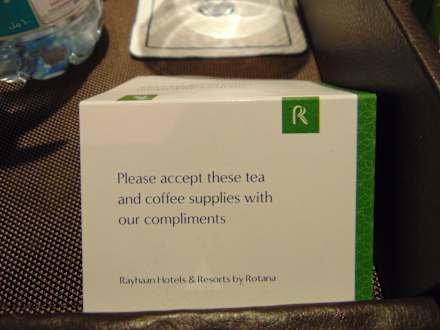 R
Please accept these tea
and coffee supplies with
our compliments
Rayhaan Hotels & Resorts by Rotana